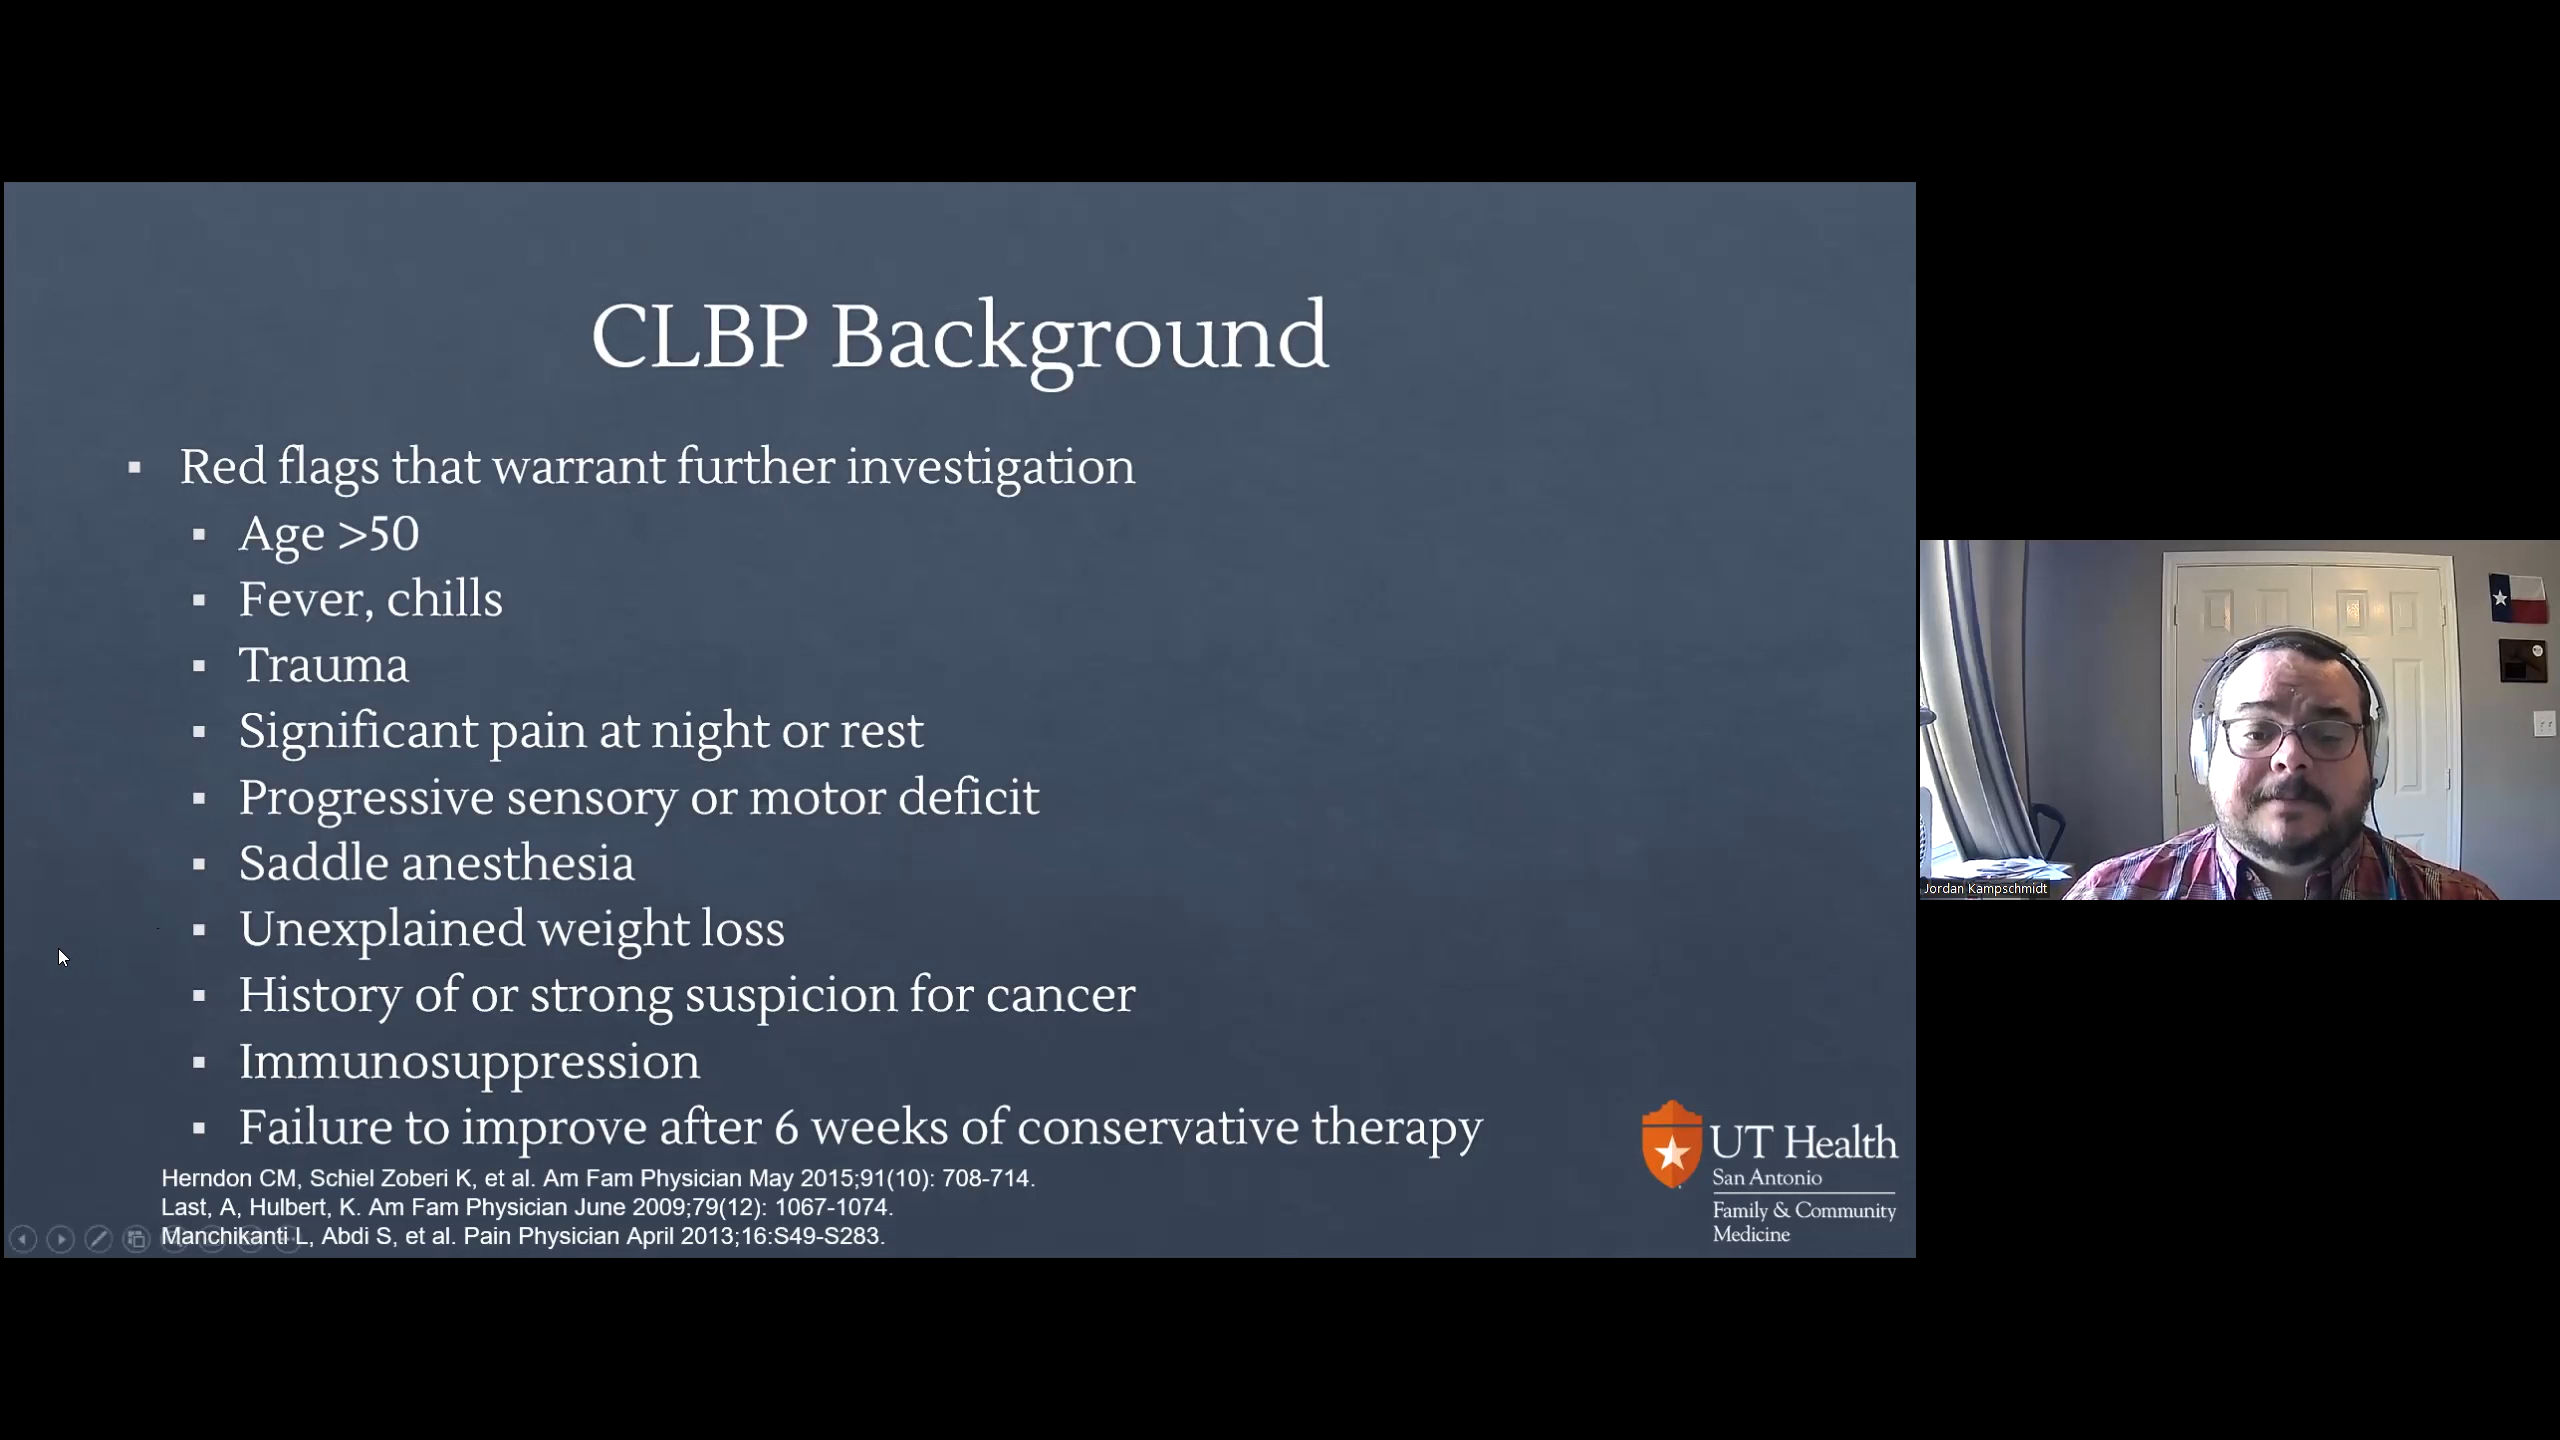 CLBP Background
▪ Red flags that warrant further investigation
▪ Age >50
▪ Fever, chills
▪ Trauma
▪ Significant pain at night or rest
▪ Progressive sensory or motor deficit
▪ Saddle anesthesia
▪ Unexplained weight loss
▪ History of or strong suspicion for cancer
▪ Immunosuppression
▪ Failure to improve after 6 weeks of conservative therapy
Herndon CM, Schiel Zoberi K, et al. Am Fam Physician May 2015;91(10): 708-714.
Last, A, Hulbert, K. Am Fam Physician June 2009;79(12): 1067-1074.
Manchikanti L, Abdi S, et al. Pain Physician April 2013;16:S49-S283.
UT Health
San Antonio
Family & Community
Medicine
Jordan Kampschmidt